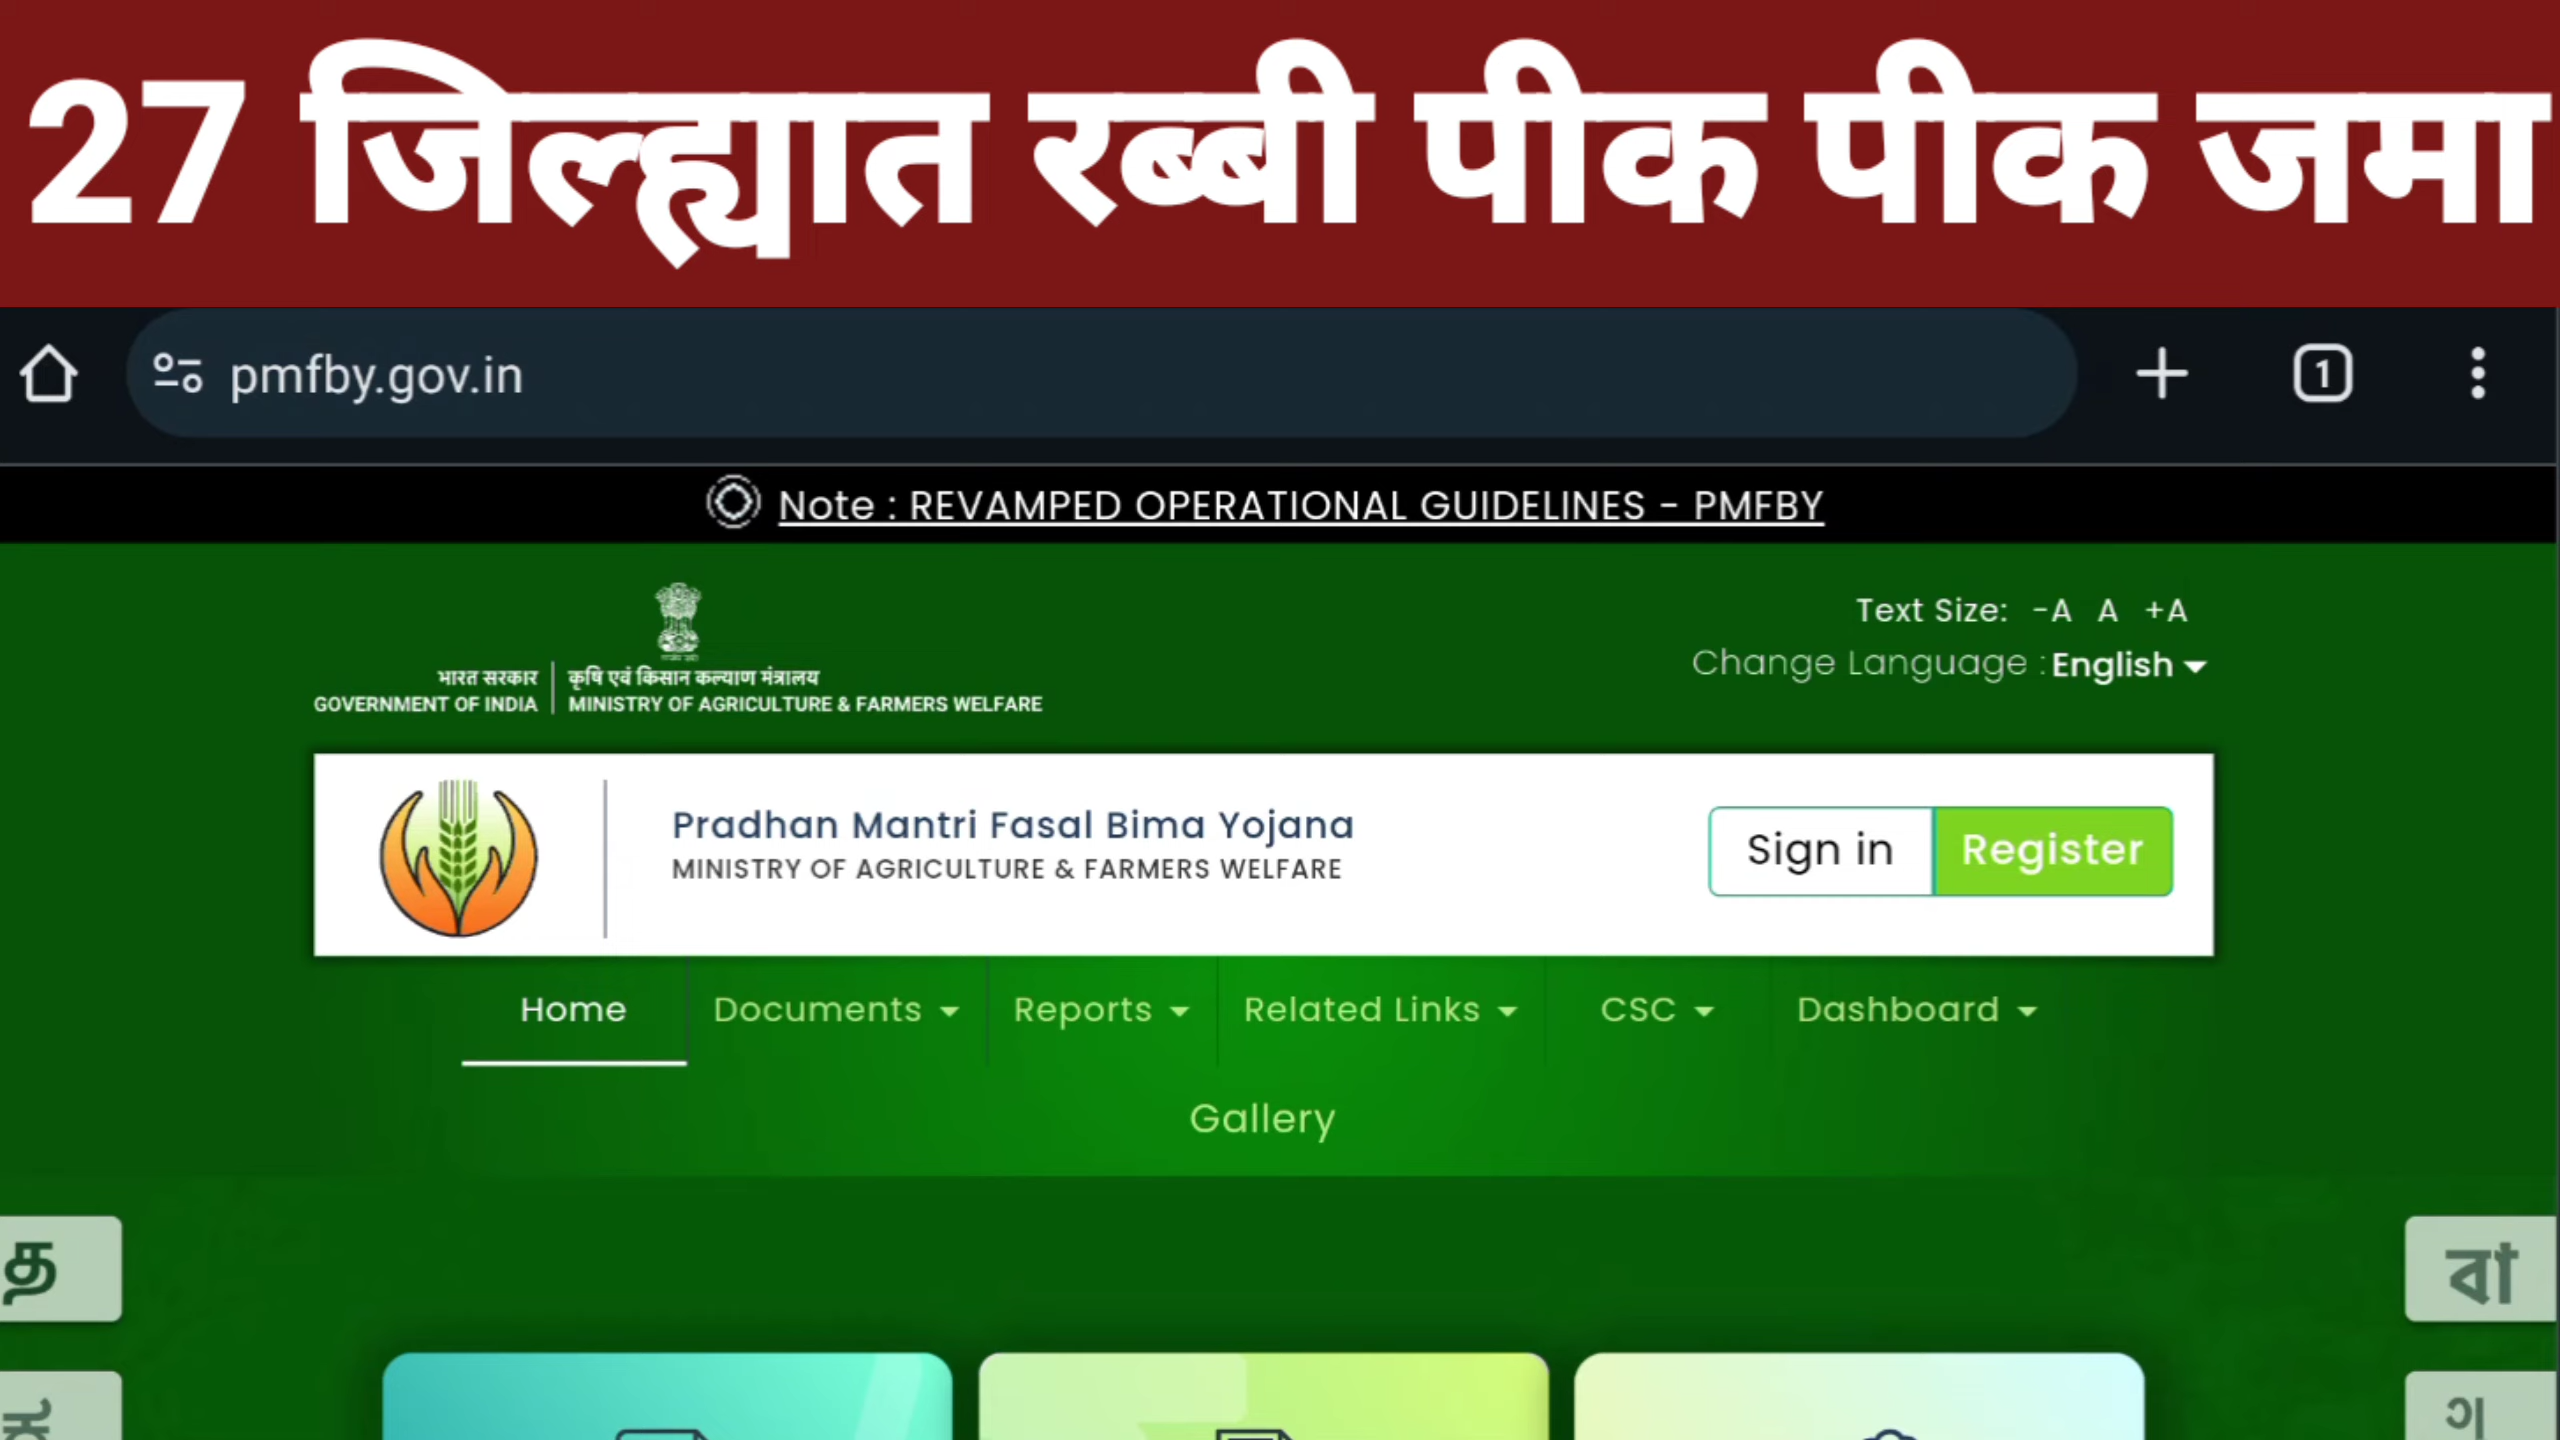 27 जिल्ह्यात रब्बी पीक पीक जमा
pmfby.gov.in
1
Note : REVAMPED OPERATIONAL GUIDELINES - PMFBY
Text Size: -A A +A
Change Language : English
भारत सरकार
GOVERNMENT OF INDIA
कृषि एवं किसान कल्याण मंत्रालय
MINISTRY OF AGRICULTURE & FARMERS WELFARE
Pradhan Mantri Fasal Bima Yojana
MINISTRY OF AGRICULTURE & FARMERS WELFARE
Sign in Register
Home Documents Reports Related Links CSC Dashboard
Gallery
த
বা